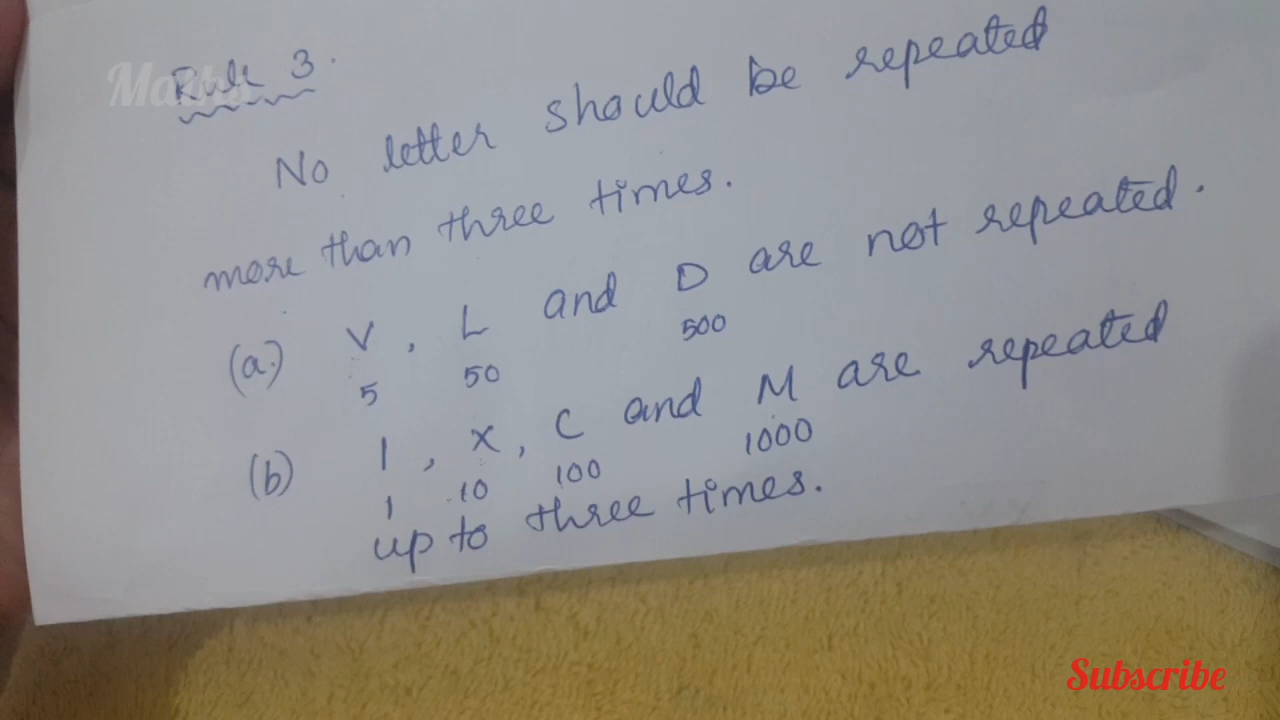 Maths
Rule 3.
No letter should be repeated
more than three times.
(a) V, L and D are not repeated.
5 50 500
(b) I, X, C and M are repeated
1 10 100 1000
up to three times.
Subscribe